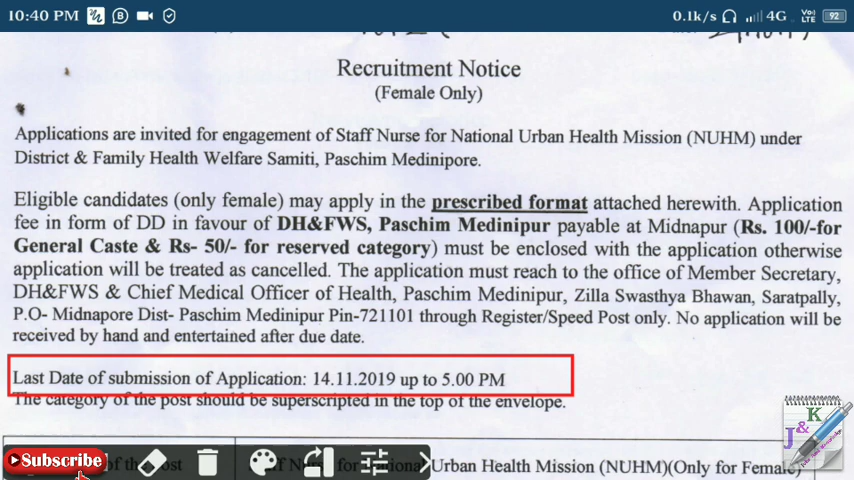 10:40 PM
0.1k/s 4G VoLTE 92
Recruitment Notice
(Female Only)
Applications are invited for engagement of Staff Nurse for National Urban Health Mission (NUHM) under
District & Family Health Welfare Samiti, Paschim Medinipore.
Eligible candidates (only female) may apply in the prescribed format attached herewith. Application
fee in form of DD in favour of DH&FWS, Paschim Medinipur payable at Midnapur (Rs. 100/-for
General Caste & Rs- 50/- for reserved category) must be enclosed with the application otherwise
application will be treated as cancelled. The application must reach to the office of Member Secretary,
DH&FWS & Chief Medical Officer of Health, Paschim Medinipur, Zilla Swasthya Bhawan, Saratpally,
P.O- Midnapore Dist- Paschim Medinipur Pin-721101 through Register/Speed Post only. No application will be
received by hand and entertained after due date.
Last Date of submission of Application: 14.11.2019 up to 5.00 PM
The category of the post should be superscripted in the top of the envelope.
J&K
Subscribe
of the Post Staff Nurse for National Urban Health Mission (NUHM)(Only for Female)